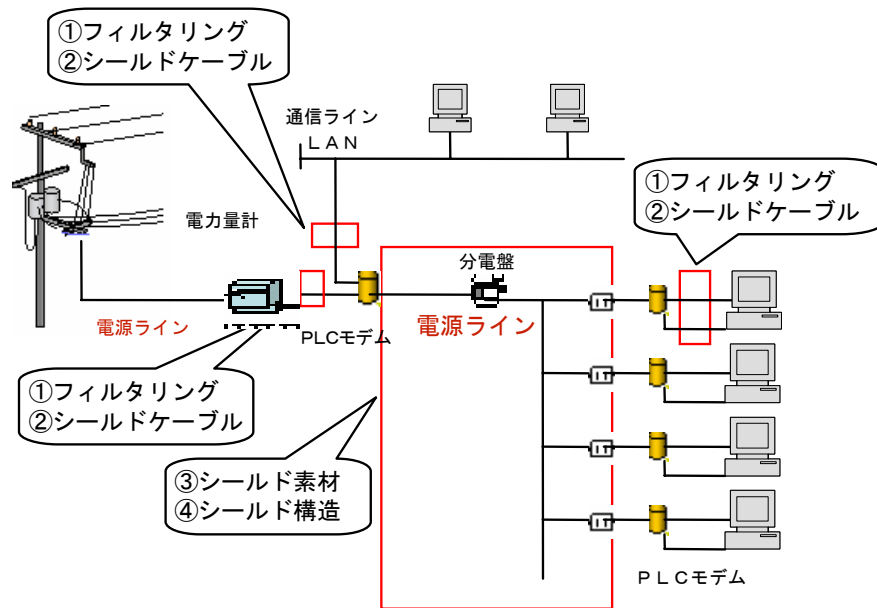 ①フィルタリング
②シールドケーブル
通信ライン
ＬＡＮ
①フィルタリング
②シールドケーブル
電力量計
分電盤
電源ライン
PLCモデム
電源ライン
①フィルタリング
②シールドケーブル
③シールド素材
④シールド構造
ＰＬＣモデム